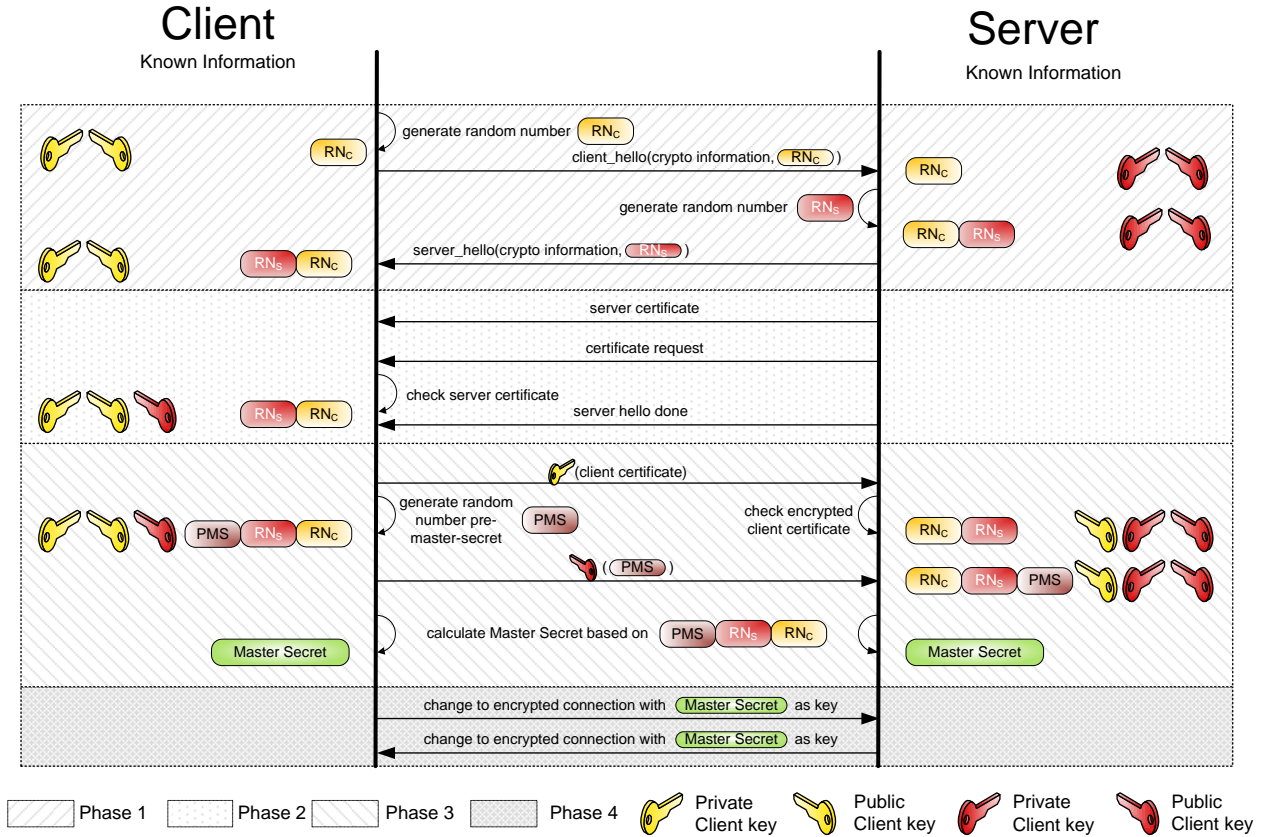 Client
Server
Known Information
Known Information
generate random number RNC
RNC
client_hello(crypto information, RNC )
RNC
generate random number RNS
RNC RNS
server_hello(crypto information, RNS )
RNS RNC
server certificate
certificate request
check server certificate
RNS RNC
server hello done
(client certificate)
generate random
number pre-
master-secret
PMS
check encrypted
client certificate
PMS RNS RNC
RNC RNS
( PMS )
RNC RNS PMS
calculate Master Secret based on PMS RNS RNC
Master Secret
Master Secret
change to encrypted connection with Master Secret as key
change to encrypted connection with Master Secret as key
Phase 1
Phase 2
Phase 3
Phase 4
Private
Client key
Public
Client key
Private
Client key
Public
Client key